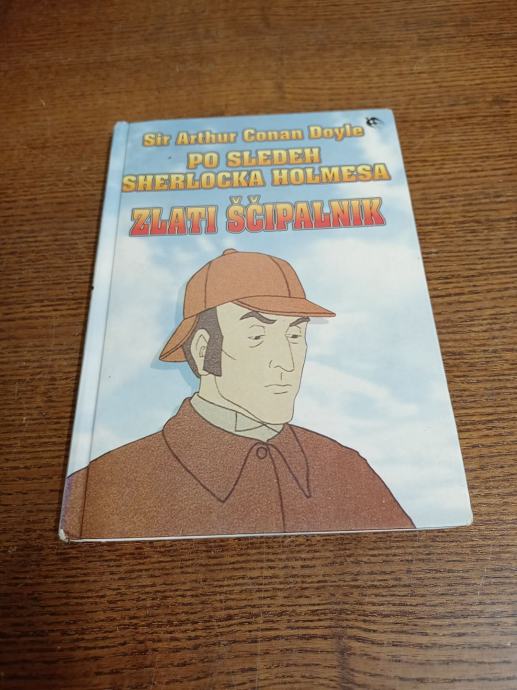 Sir Arthur Conan Doyle
PO SLEDEH
SHERLOCKA HOLMESA
ZLATI ŠČIPALNIK